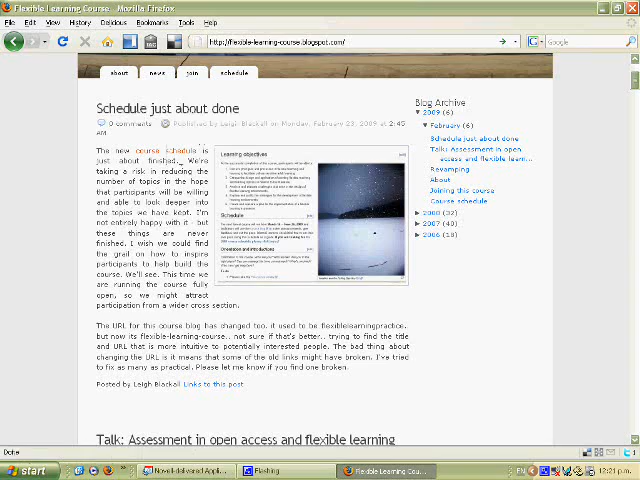 Flexible Learning Course - Mozilla Firefox
File Edit View History Delicious Bookmarks Tools Help
http://flexible-learning-course.blogspot.com/
Google
about news join schedule
Schedule just about done
0 comments Published by Leigh Blackall on Monday, February 23, 2009 at 2:45
AM
The new course schedule is
just about finished.. We're
taking a risk in reducing the
number of topics in the hope
that participants will be willing
and able to look deeper into
the topics we have kept. I'm
not entirely happy with it - but
these things are never
finished. I wish we could find
the grail on how to inspire
participants to help build the
course. We'll see. This time we
are running the course fully
open, so we might attract
participation from a wider cross section.
Learning objectives
Schedule
Orientation and introductions
The URL for this course blog has changed too. it used to be flexiblelearningpractice..
but now its flexible-learning-course.. not sure if that's better.. trying to find the title
and URL that is more intuitive to potentially interested people. The bad thing about
changing the URL is it means that some of the old links might have broken. I've tried
to fix as many as practical. Please let me know if you find one broken.
Posted by Leigh Blackall Links to this post
Talk: Assessment in open access and flexible learning
Blog Archive
▼ 2009 (6)
▼ February (6)
Schedule just about done
Talk: Assessment in open
access and flexible learn...
Revamping
About
Joining this course
Course schedule
► 2008 (32)
► 2007 (40)
► 2006 (18)
Done
start
Novell-delivered Appli...
Flashing
Flexible Learning Cou...
EN
12:21 p.m.